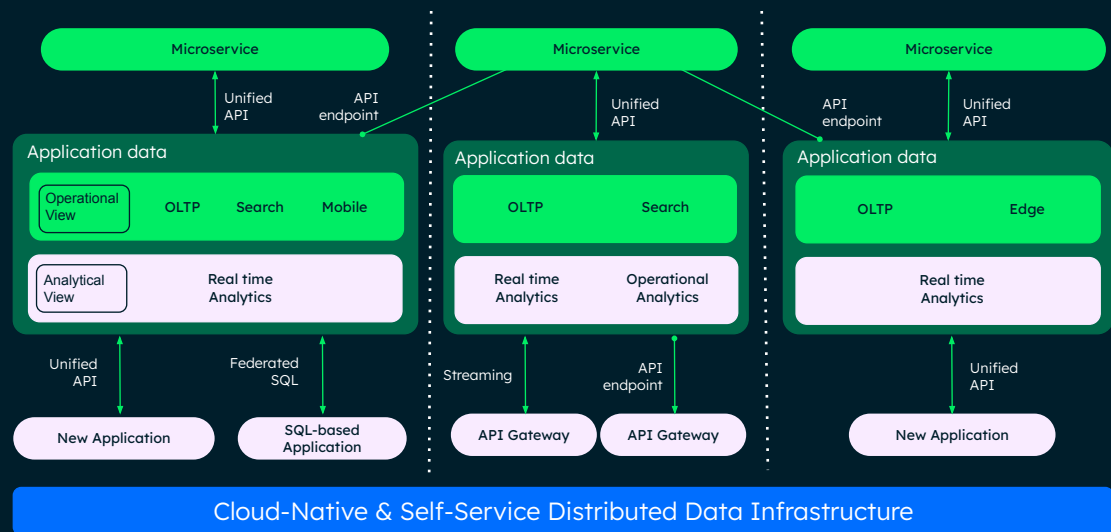 Microservice
Microservice
Microservice
Unified
API
API
endpoint
Unified
API
API
endpoint
Unified
API
Application data
Operational
View
OLTP
Search
Mobile
Analytical
View
Real time
Analytics
Application data
OLTP
Search
Real time
Analytics
Operational
Analytics
Application data
OLTP
Edge
Real time
Analytics
Unified
API
Federated
SQL
Streaming
API
endpoint
Unified
API
New Application
SQL-based
Application
API Gateway
API Gateway
New Application
Cloud-Native & Self-Service Distributed Data Infrastructure